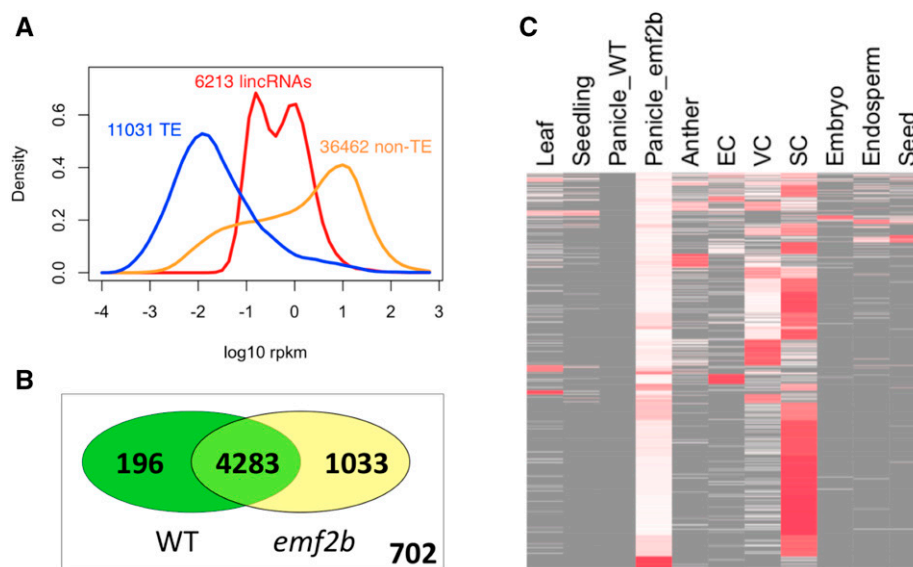 A
6213 lincRNAs
11031 TE
36462 non-TE
Density
0.0
0.2
0.4
0.6
-4
-3
-2
-1
0
1
2
log10 rpkm
B
196
4283
1033
WT
emf2b
702
C
Leaf
Seedling
Panicle_WT
Panicle_emf2b
Anther
EC
VC
SC
Embryo
Endosperm
Seed